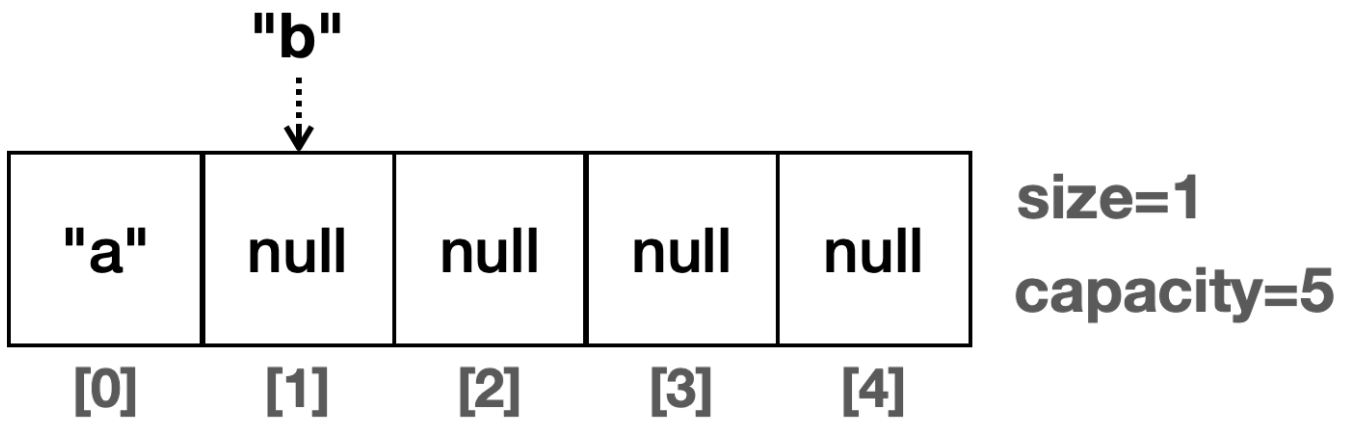 "b"
"a" null null null null
size=1
capacity=5
[0] [1] [2] [3] [4]